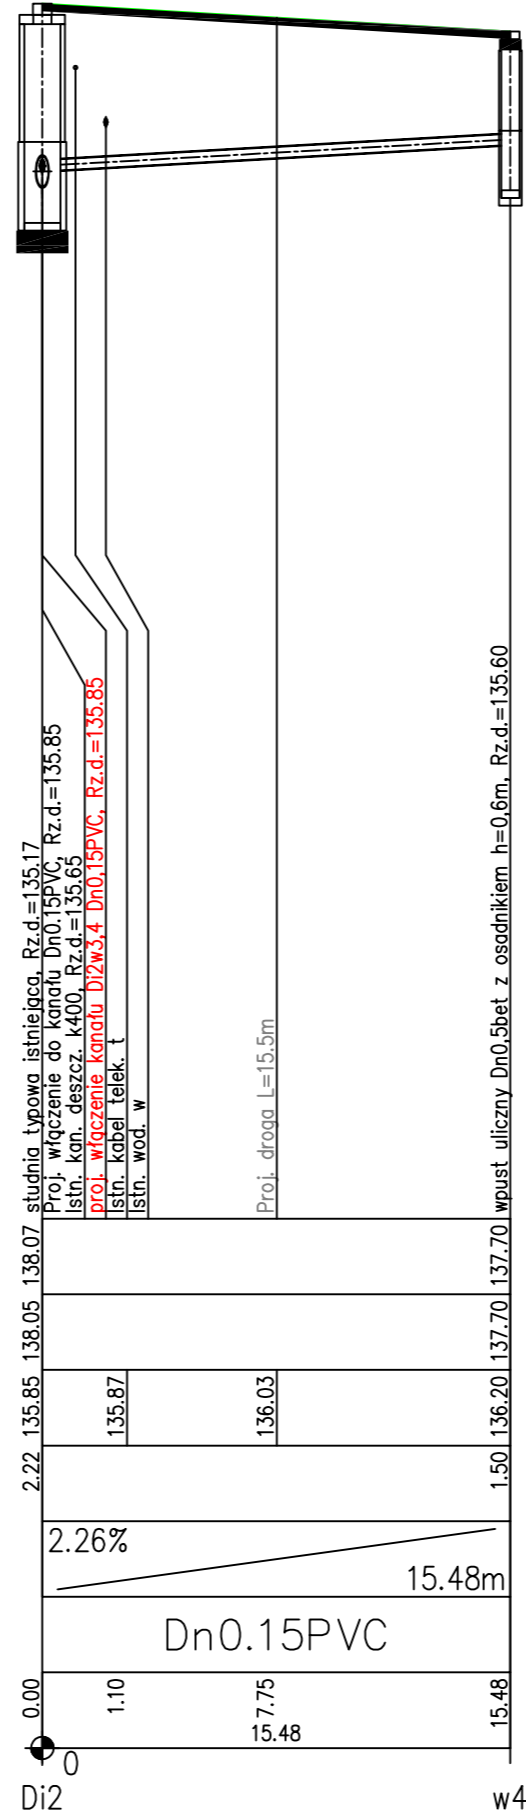 studnia typowa istniejąca, Rz.d.=135.17
Proj. włączenie do kanału Dn0.15PVC, Rz.d.=135.85
Istn. kan. deszcz. k400, Rz.d.=135.65
proj. włączenie kanału Di2w3,4 Dn0,15PVC, Rz.d.=135.85
Istn. kabel telek. t
Istn. wod. w
Proj. droga L=15.5m
wpust uliczny Dn0,5bet z osadnikiem h=0,6m, Rz.d.=135.60
138.07 137.70
138.05 137.70
135.85 135.87 136.03 136.20
2.22 1.50
2.26%
15.48m
Dn0.15PVC
0.00 1.10 7.75 15.48
15.48
0
Di2 w4